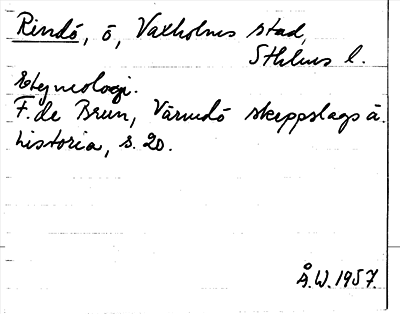 Rindö, ö, Vaxholms stad,
Sthlms l.
Etymologi.
F. de Brun, Värmdö skeppslags ä.
historia, s. 20.
Å.W. 1957.